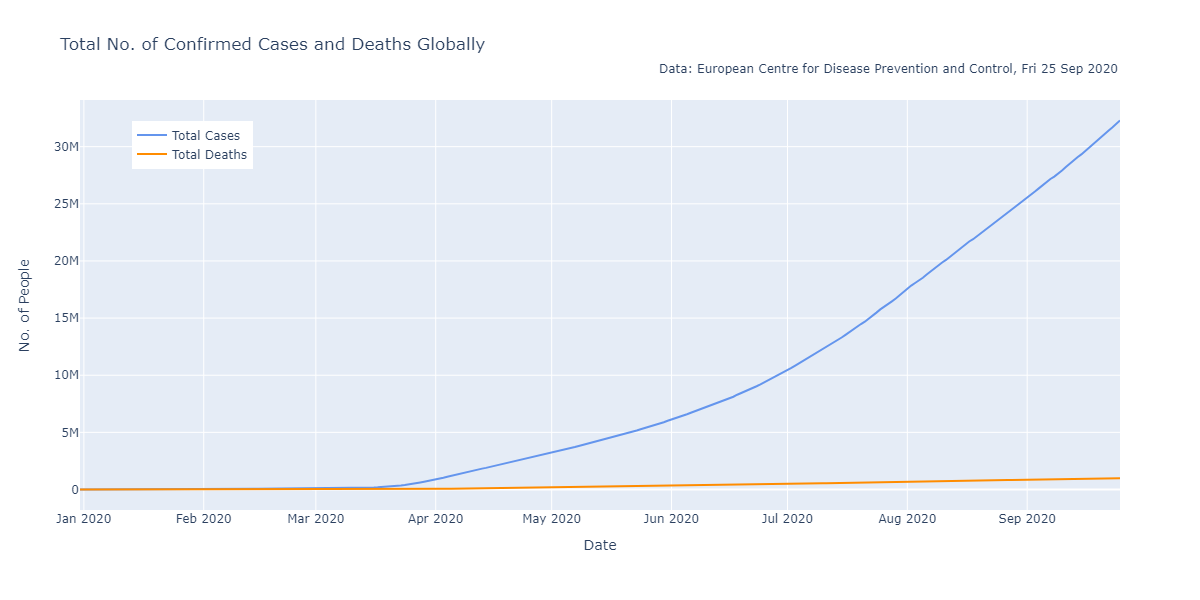 Total No. of Confirmed Cases and Deaths Globally
Data: European Centre for Disease Prevention and Control, Fri 25 Sep 2020
Total Cases
Total Deaths
30M
25M
20M
15M
10M
5M
0
No. of People
Jan 2020 Feb 2020 Mar 2020 Apr 2020 May 2020 Jun 2020 Jul 2020 Aug 2020 Sep 2020
Date